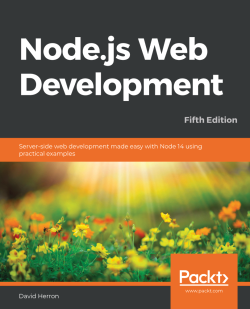 Node.js Web
Development
Fifth Edition
Server-side web development made easy with Node 14 using
practical examples
Packt>
www.packt.com
David Herron